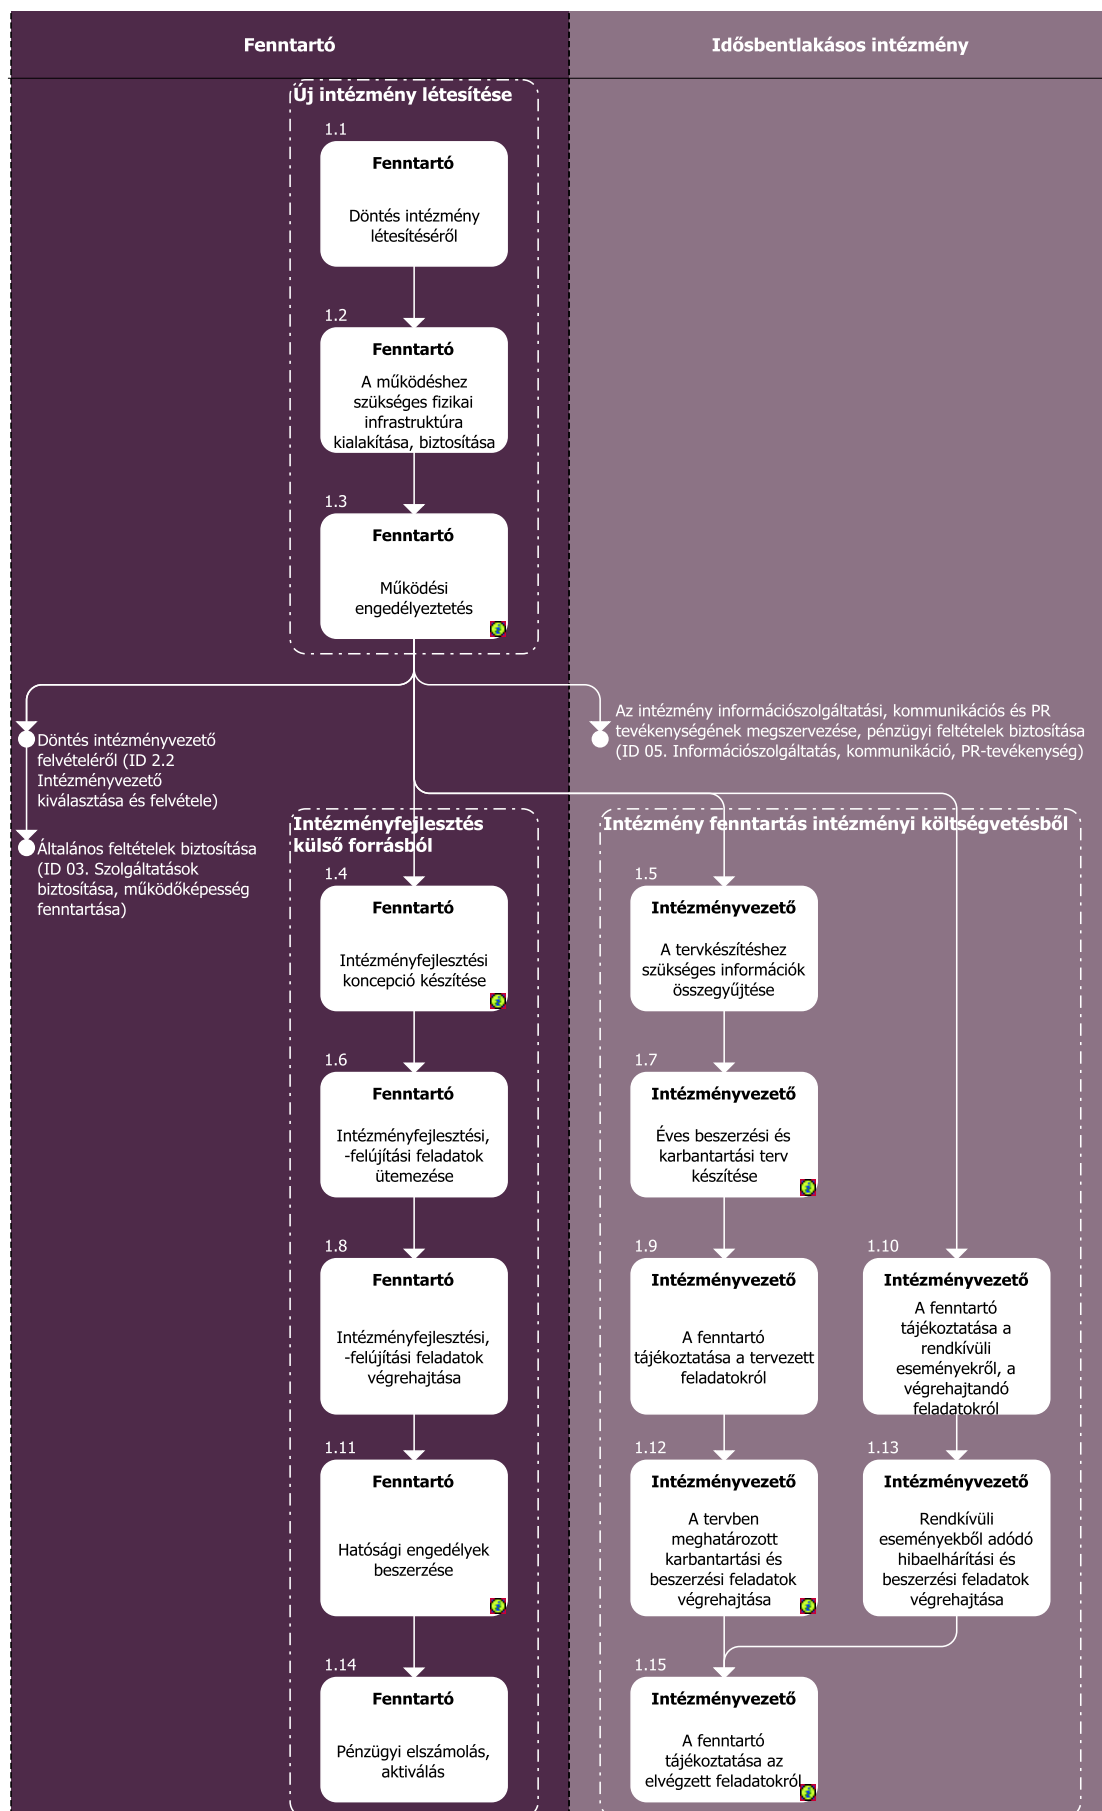 Fenntartó
Idősbentlakásos intézmény
Új intézmény létesítése
1.1
Fenntartó
Döntés intézmény
létesítéséről
1.2
Fenntartó
A működéshez
szükséges fizikai
infrastruktúra
kialakítása, biztosítása
1.3
Fenntartó
Működési
engedélyeztetés
Döntés intézményvezető
felvételéről (ID 2.2
Intézményvezető
kiválasztása és felvétele)
Általános feltételek biztosítása
(ID 03. Szolgáltatások
biztosítása, működőképesség
fenntartása)
Az intézmény információszolgáltatási, kommunikációs és PR
tevékenységének megszervezése, pénzügyi feltételek biztosítása
(ID 05. Információszolgáltatás, kommunikáció, PR-tevékenység)
Intézményfejlesztés
külső forrásból
Intézmény fenntartás intézményi költségvetésből
1.4
Fenntartó
Intézményfejlesztési
koncepció készítése
1.5
Intézményvezető
A tervkészítéshez
szükséges információk
összegyűjtése
1.6
Fenntartó
Intézményfejlesztési,
-felújítási feladatok
ütemezése
1.7
Intézményvezető
Éves beszerzési és
karbantartási terv
készítése
1.8
Fenntartó
Intézményfejlesztési,
-felújítási feladatok
végrehajtása
1.9
Intézményvezető
A fenntartó
tájékoztatása a tervezett
feladatokról
1.10
Intézményvezető
A fenntartó
tájékoztatása a
rendkívüli
eseményekről, a
végrehajtandó
feladatokról
1.11
Fenntartó
Hatósági engedélyek
beszerzése
1.12
Intézményvezető
A tervben
meghatározott
karbantartási és
beszerzési feladatok
végrehajtása
1.13
Intézményvezető
Rendkívüli
eseményekből adódó
hibaelhárítási és
beszerzési feladatok
végrehajtása
1.14
Fenntartó
Pénzügyi elszámolás,
aktiválás
1.15
Intézményvezető
A fenntartó
tájékoztatása az
elvégzett feladatokról